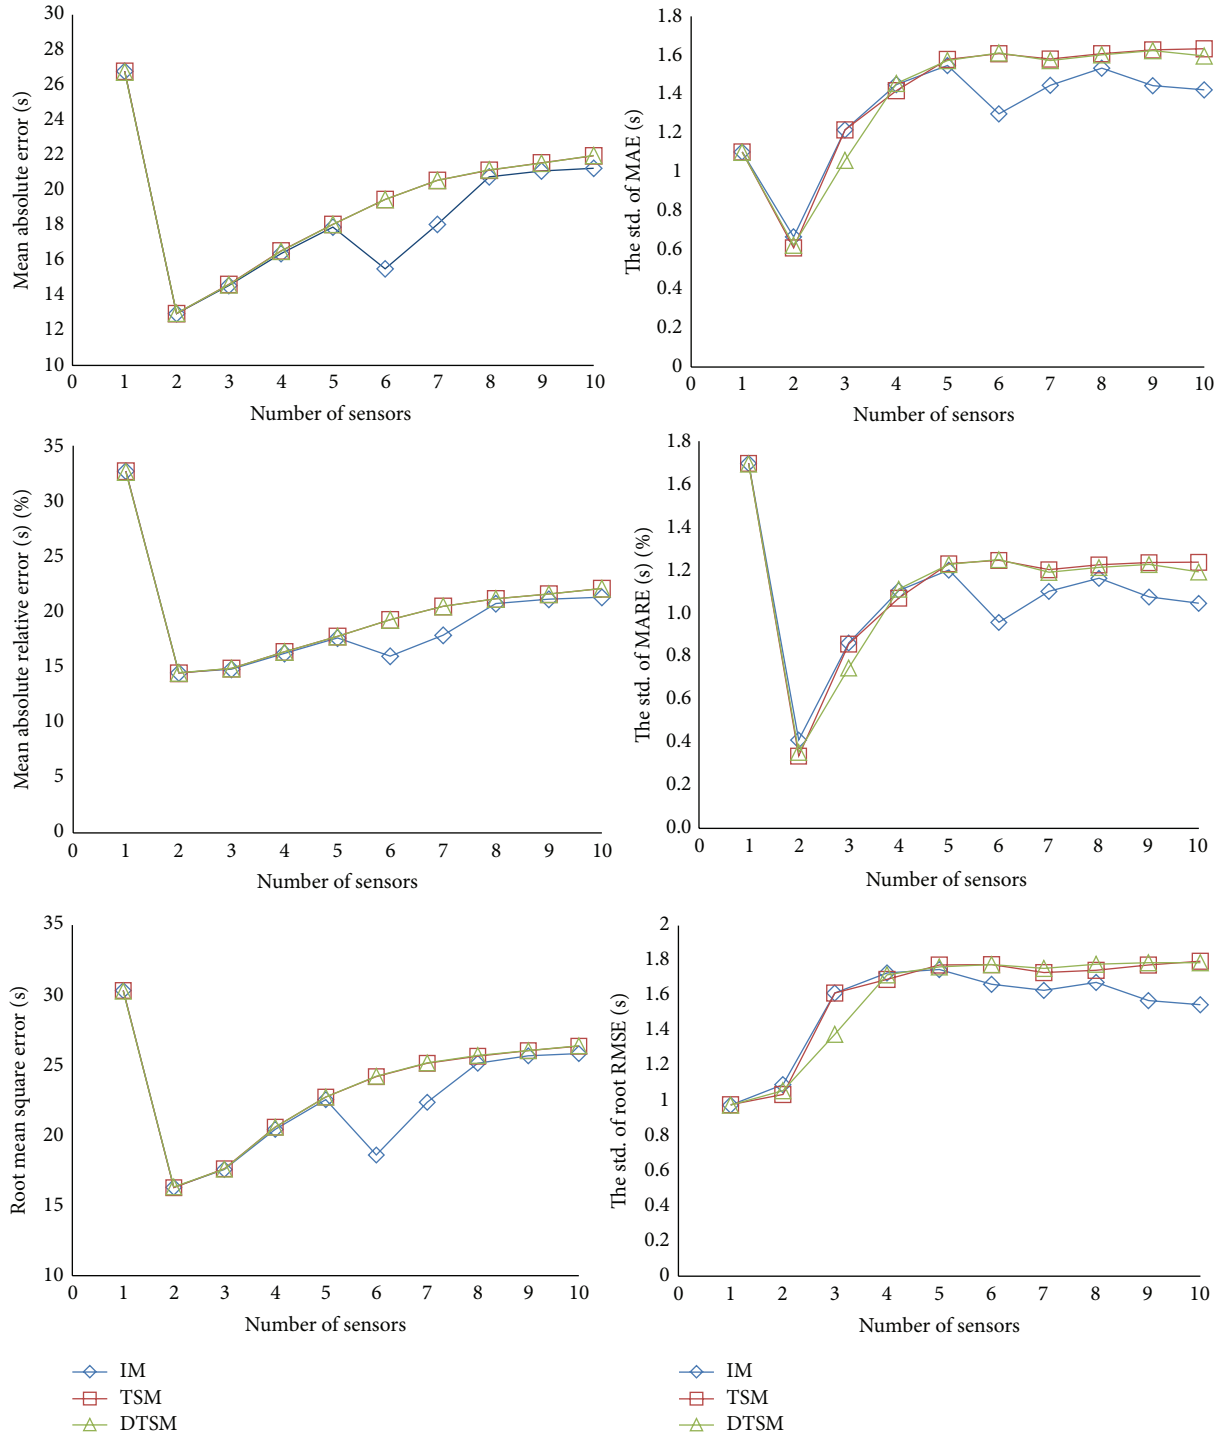 Mean absolute error (s)
30
28
26
24
22
20
18
16
14
12
10
0 1 2 3 4 5 6 7 8 9 10
Number of sensors
The std. of MAE (s)
1.8
1.6
1.4
1.2
1
0.8
0.6
0.4
0.2
0
0 1 2 3 4 5 6 7 8 9 10
Number of sensors
Mean absolute relative error (s) (%)
35
30
25
20
15
10
5
0
0 1 2 3 4 5 6 7 8 9 10
Number of sensors
The std. of MARE (s) (%)
1.8
1.6
1.4
1.2
1.0
0.8
0.6
0.4
0.2
0.0
0 1 2 3 4 5 6 7 8 9 10
Number of sensors
Root mean square error (s)
35
30
25
20
15
10
0 1 2 3 4 5 6 7 8 9 10
Number of sensors
The std. of root RMSE (s)
2
1.8
1.6
1.4
1.2
1
0.8
0.6
0.4
0.2
0
0 1 2 3 4 5 6 7 8 9 10
Number of sensors
IM
TSM
DTSM
IM
TSM
DTSM